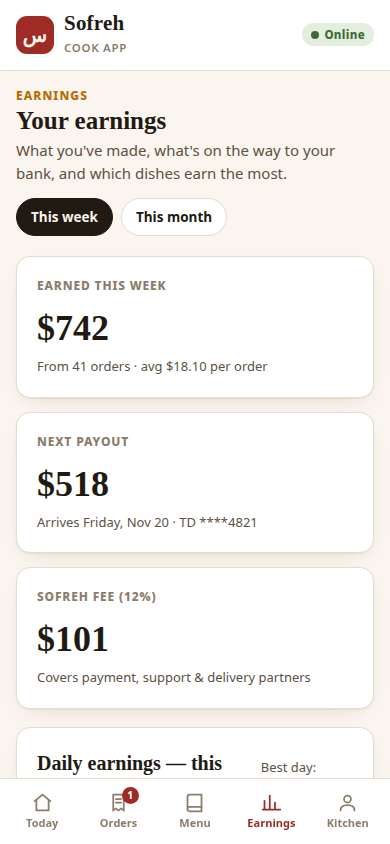 س
Sofreh
COOK APP
Online
EARNINGS
Your earnings
What you've made, what's on the way to your
bank, and which dishes earn the most.
This week
This month
EARNED THIS WEEK
$742
From 41 orders · avg $18.10 per order
NEXT PAYOUT
$518
Arrives Friday, Nov 20 · TD ****4821
SOFREH FEE (12%)
$101
Covers payment, support & delivery partners
Daily earnings — this
Best day:
1
Today
Orders
Menu
Earnings
Kitchen